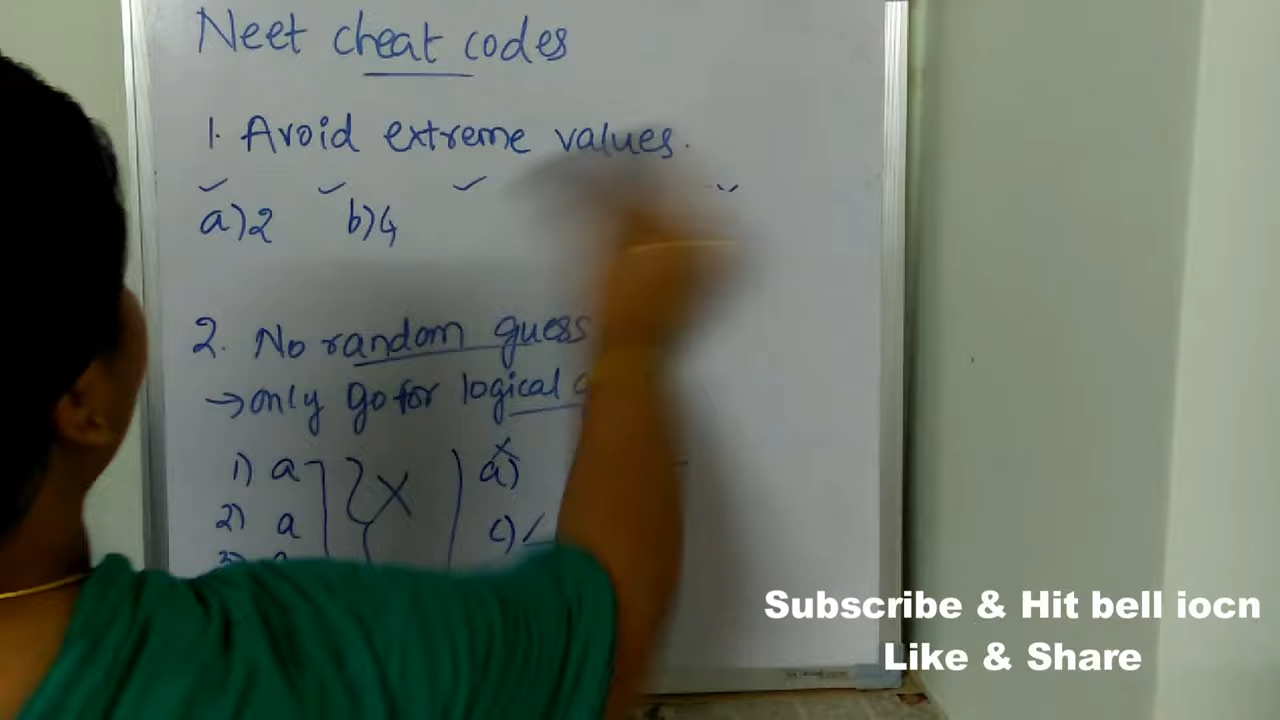 Neet cheat codes
1. Avoid extreme values.
a) 2 b) 4
2. No random guess
→ only go for logical
1) a a)
2) a c)
Subscribe & Hit bell iocn
Like & Share